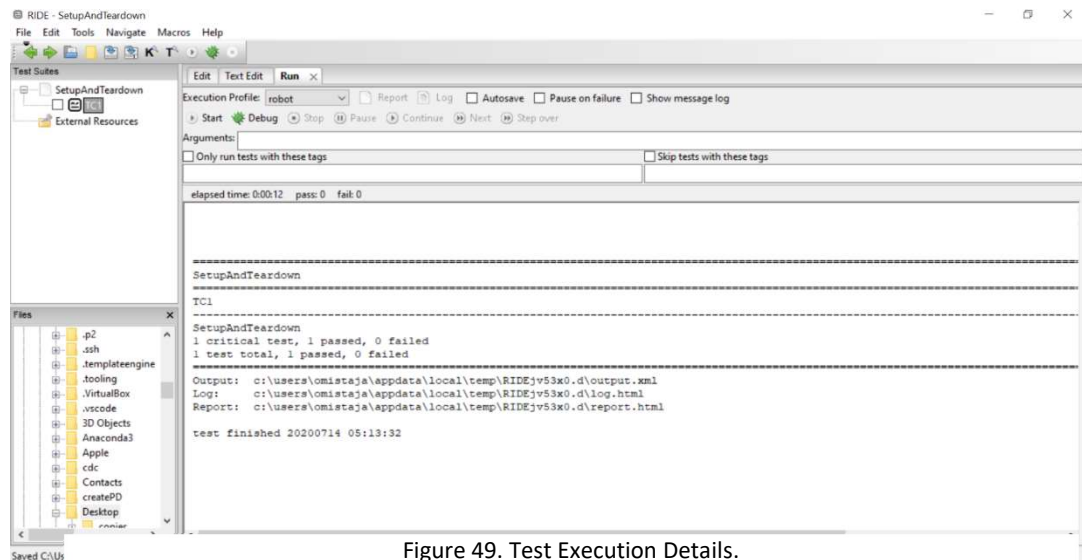 RIDE - SetupAndTeardown
File Edit Tools Navigate Macros Help
Test Suites
SetupAndTeardown
TC1
External Resources
Edit Text Edit Run
Execution Profile: robot Report Log Autosave Pause on failure Show message log
Start Debug Stop Pause Continue Next Step over
Arguments:
Only run tests with these tags Skip tests with these tags
elapsed time: 0:00:12 pass: 0 fail: 0
SetupAndTeardown
TC1
SetupAndTeardown
1 critical test, 1 passed, 0 failed
1 test total, 1 passed, 0 failed
Output: c:\users\omistaja\appdata\local\temp\RIDEjv53x0.d\output.xml
Log: c:\users\omistaja\appdata\local\temp\RIDEjv53x0.d\log.html
Report: c:\users\omistaja\appdata\local\temp\RIDEjv53x0.d\report.html
test finished 20200714 05:13:32
Files
.p2
.ssh
.templateengine
.tooling
.VirtualBox
.vscode
3D Objects
Anaconda3
Apple
cdc
Contacts
createPD
Desktop
Saved C:\Us
Figure 49. Test Execution Details.